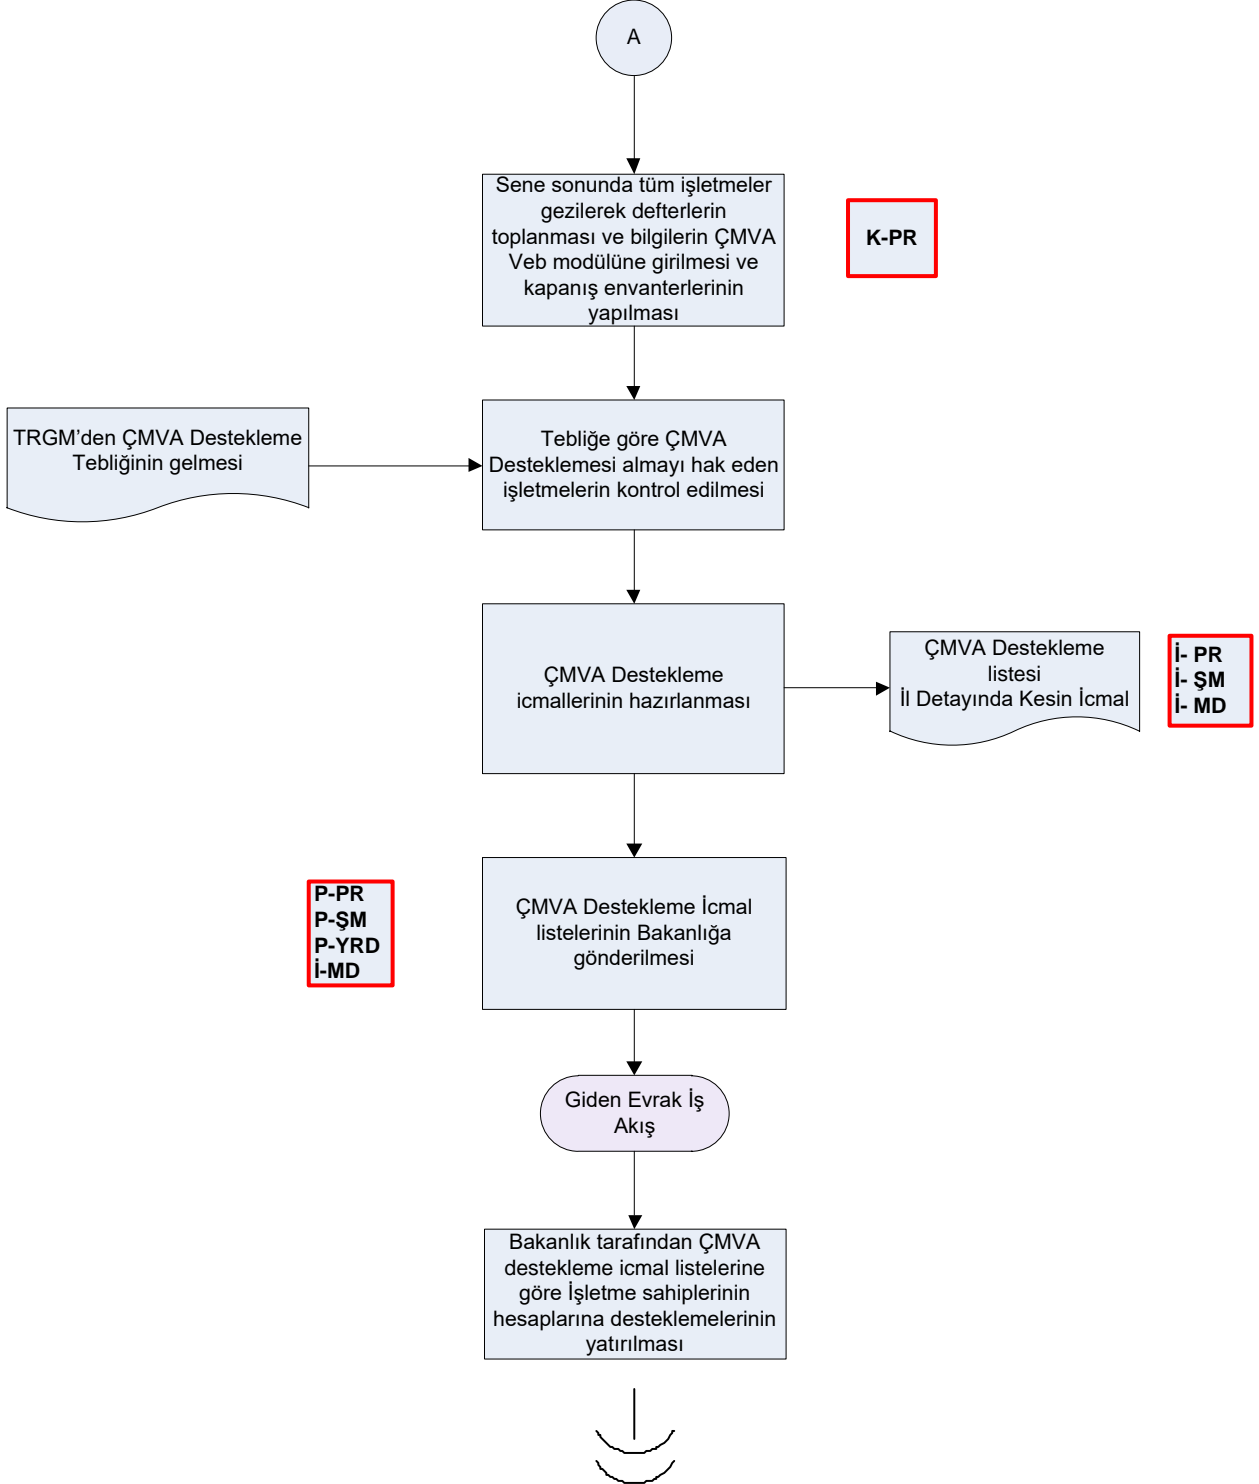 A
Sene sonunda tüm işletmeler
gezilerek defterlerin
toplanması ve bilgilerin ÇMVA
Veb modülüne girilmesi ve
kapanış envanterlerinin
yapılması
K-PR
TRGM’den ÇMVA Destekleme
Tebliğinin gelmesi
Tebliğe göre ÇMVA
Desteklemesi almayı hak eden
işletmelerin kontrol edilmesi
ÇMVA Destekleme
icmallerinin hazırlanması
ÇMVA Destekleme
listesi
İl Detayında Kesin İcmal
İ- PR
İ- ŞM
İ- MD
P-PR
P-ŞM
P-YRD
İ-MD
ÇMVA Destekleme İcmal
listelerinin Bakanlığa
gönderilmesi
Giden Evrak İş
Akış
Bakanlık tarafından ÇMVA
destekleme icmal listelerine
göre İşletme sahiplerinin
hesaplarına desteklemelerinin
yatırılması